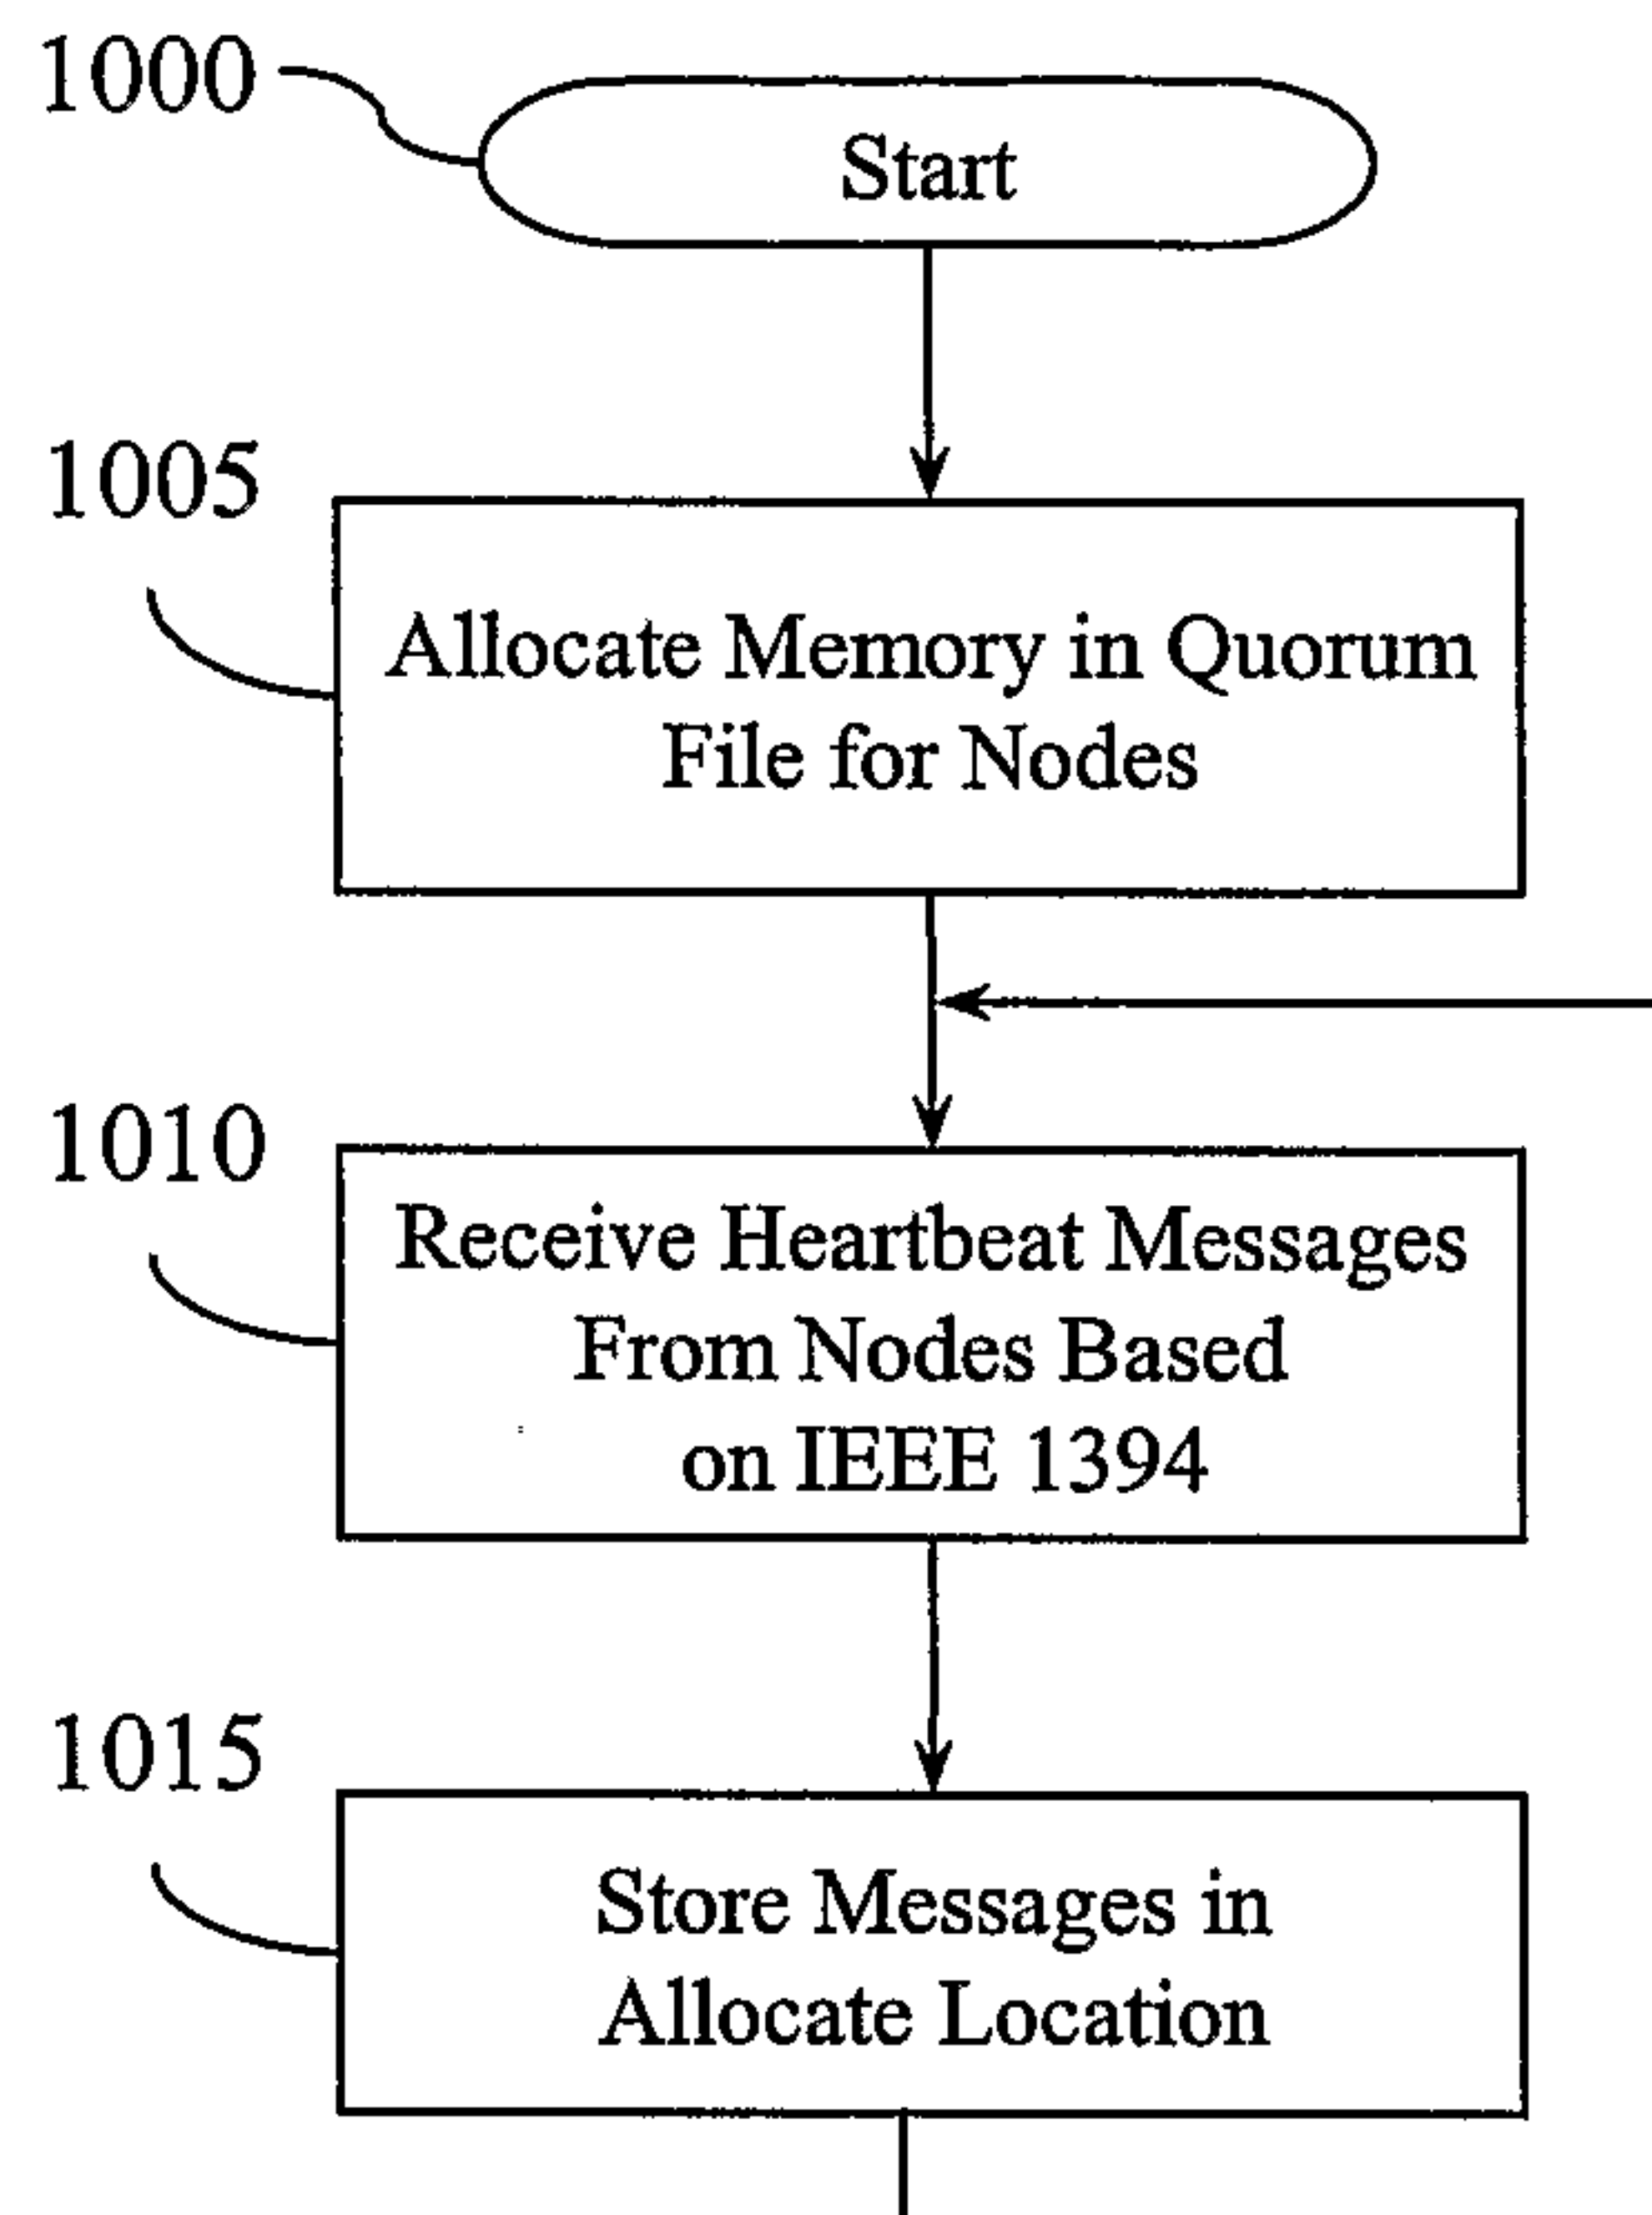 1000
Start
1005
Allocate Memory in Quorum
File for Nodes
1010
Receive Heartbeat Messages
From Nodes Based
on IEEE 1394
1015
Store Messages in
Allocate Location